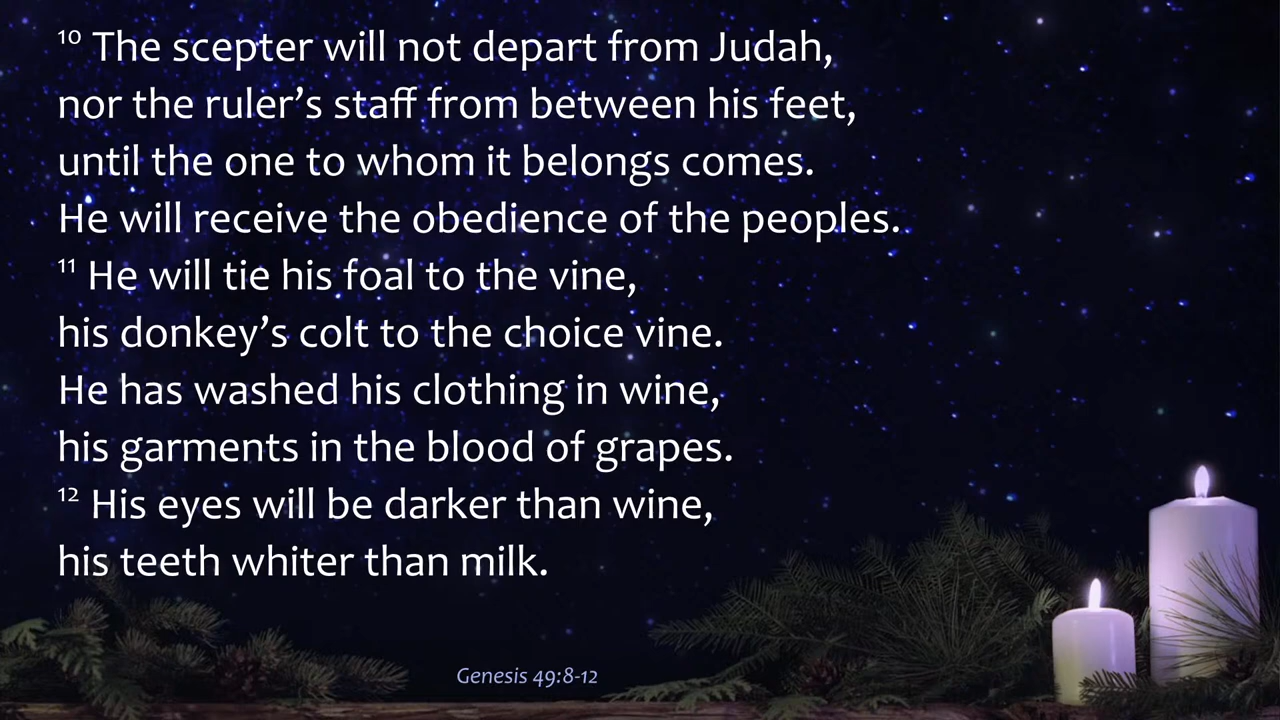 10 The scepter will not depart from Judah,
nor the ruler’s staff from between his feet,
until the one to whom it belongs comes.
He will receive the obedience of the peoples.
11 He will tie his foal to the vine,
his donkey’s colt to the choice vine.
He has washed his clothing in wine,
his garments in the blood of grapes.
12 His eyes will be darker than wine,
his teeth whiter than milk.
Genesis 49:8-12